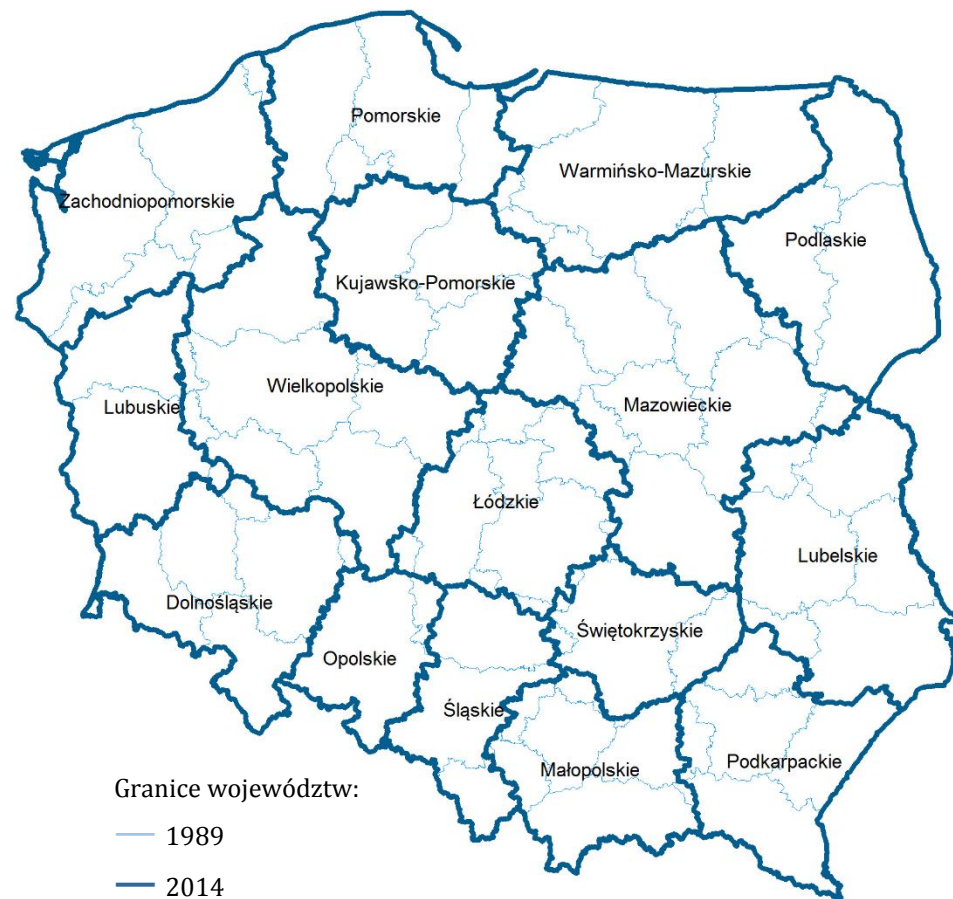 Pomorskie
Warmińsko-Mazurskie
Zachodniopomorskie
Podlaskie
Kujawsko-Pomorskie
Wielkopolskie
Lubuskie
Mazowieckie
Łódzkie
Lubelskie
Dolnośląskie
Świętokrzyskie
Opolskie
Śląskie
Małopolskie
Podkarpackie
Granice województw:
1989
2014